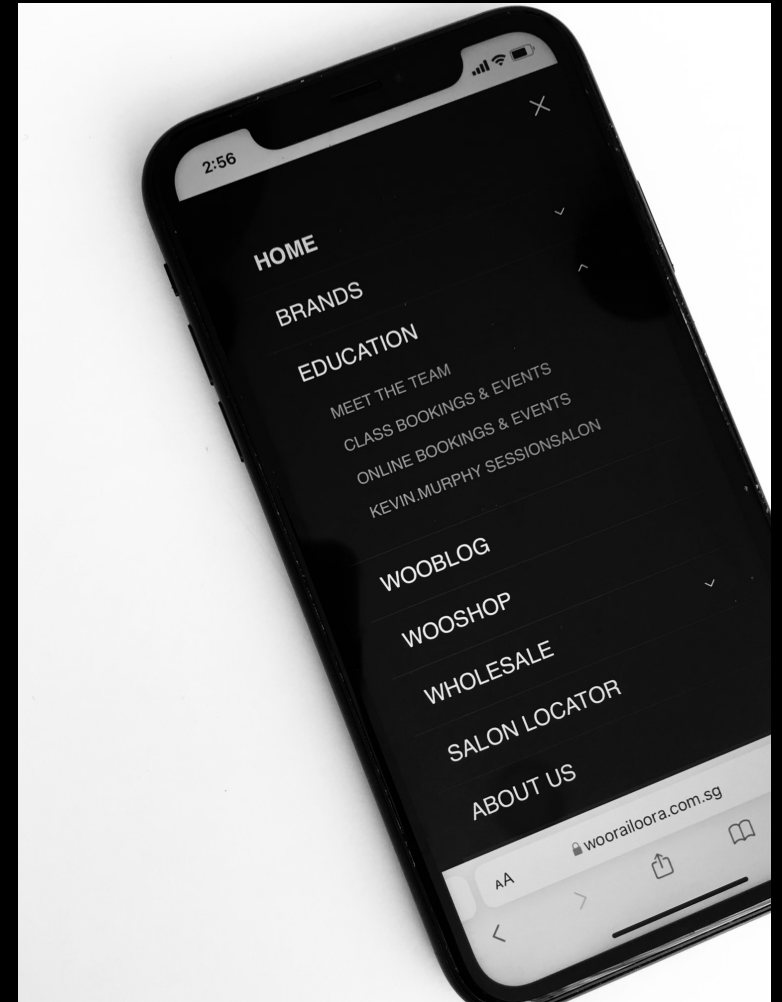 2:56
HOME
BRANDS
EDUCATION
MEET THE TEAM
CLASS BOOKINGS & EVENTS
ONLINE BOOKINGS & EVENTS
KEVIN.MURPHY SESSIONSALON
WOOBLOG
WOOSHOP
WHOLESALE
SALON LOCATOR
ABOUT US
AA woorailoora.com.sg